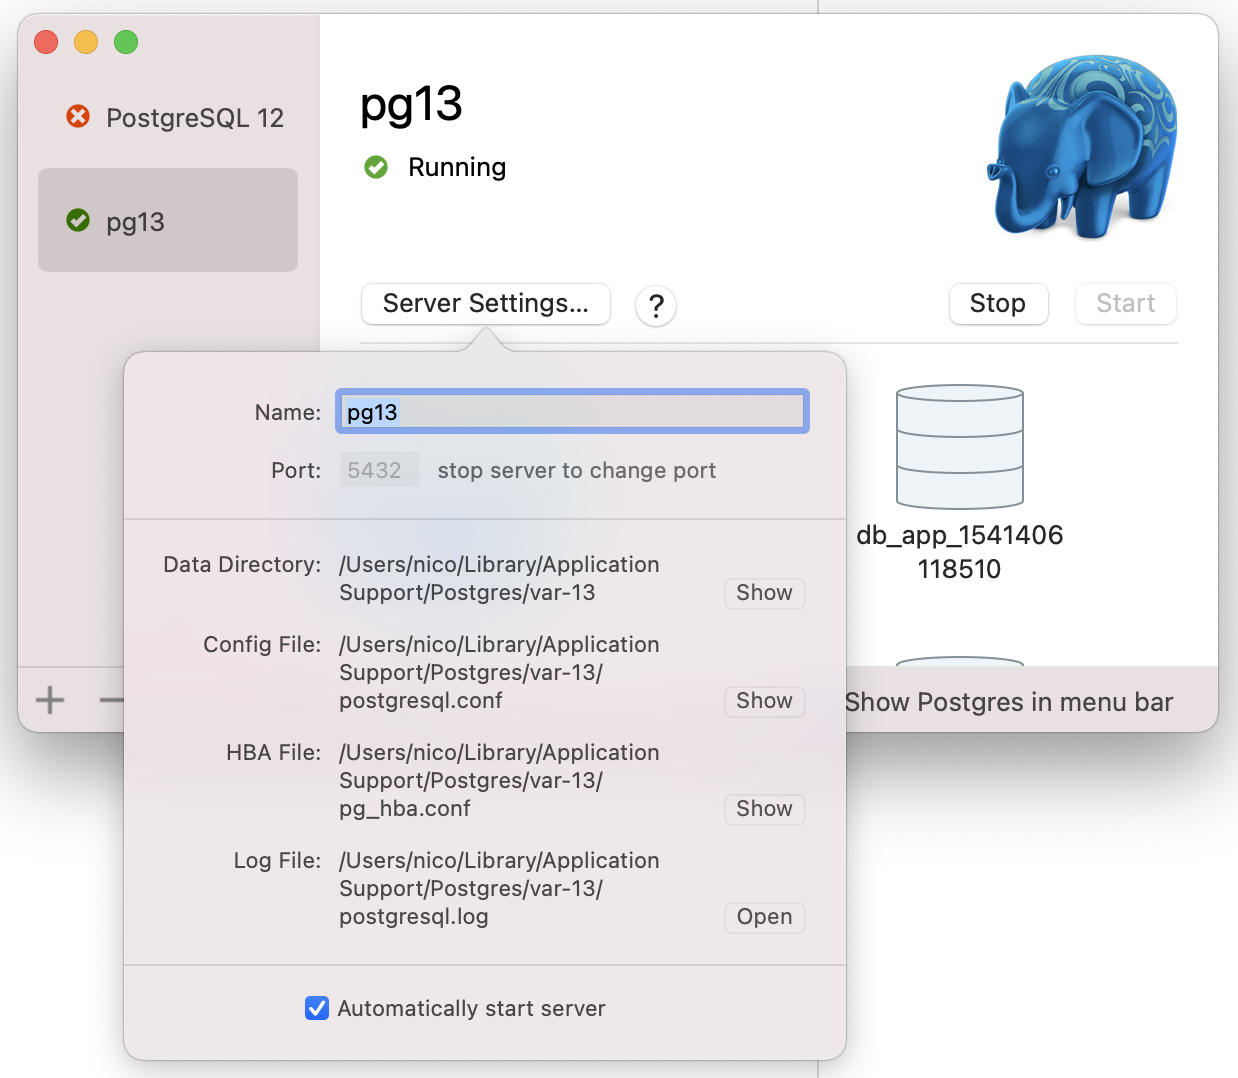 PostgreSQL 12
pg13
pg13
Running
Server Settings...
?
Stop
Start
Name:
pg13
Port:
5432
stop server to change port
Data Directory:
/Users/nico/Library/Application
Support/Postgres/var-13
Show
Config File:
/Users/nico/Library/Application
Support/Postgres/var-13/
postgresql.conf
Show
HBA File:
/Users/nico/Library/Application
Support/Postgres/var-13/
pg_hba.conf
Show
Log File:
/Users/nico/Library/Application
Support/Postgres/var-13/
postgresql.log
Open
Automatically start server
db_app_1541406
118510
Show Postgres in menu bar